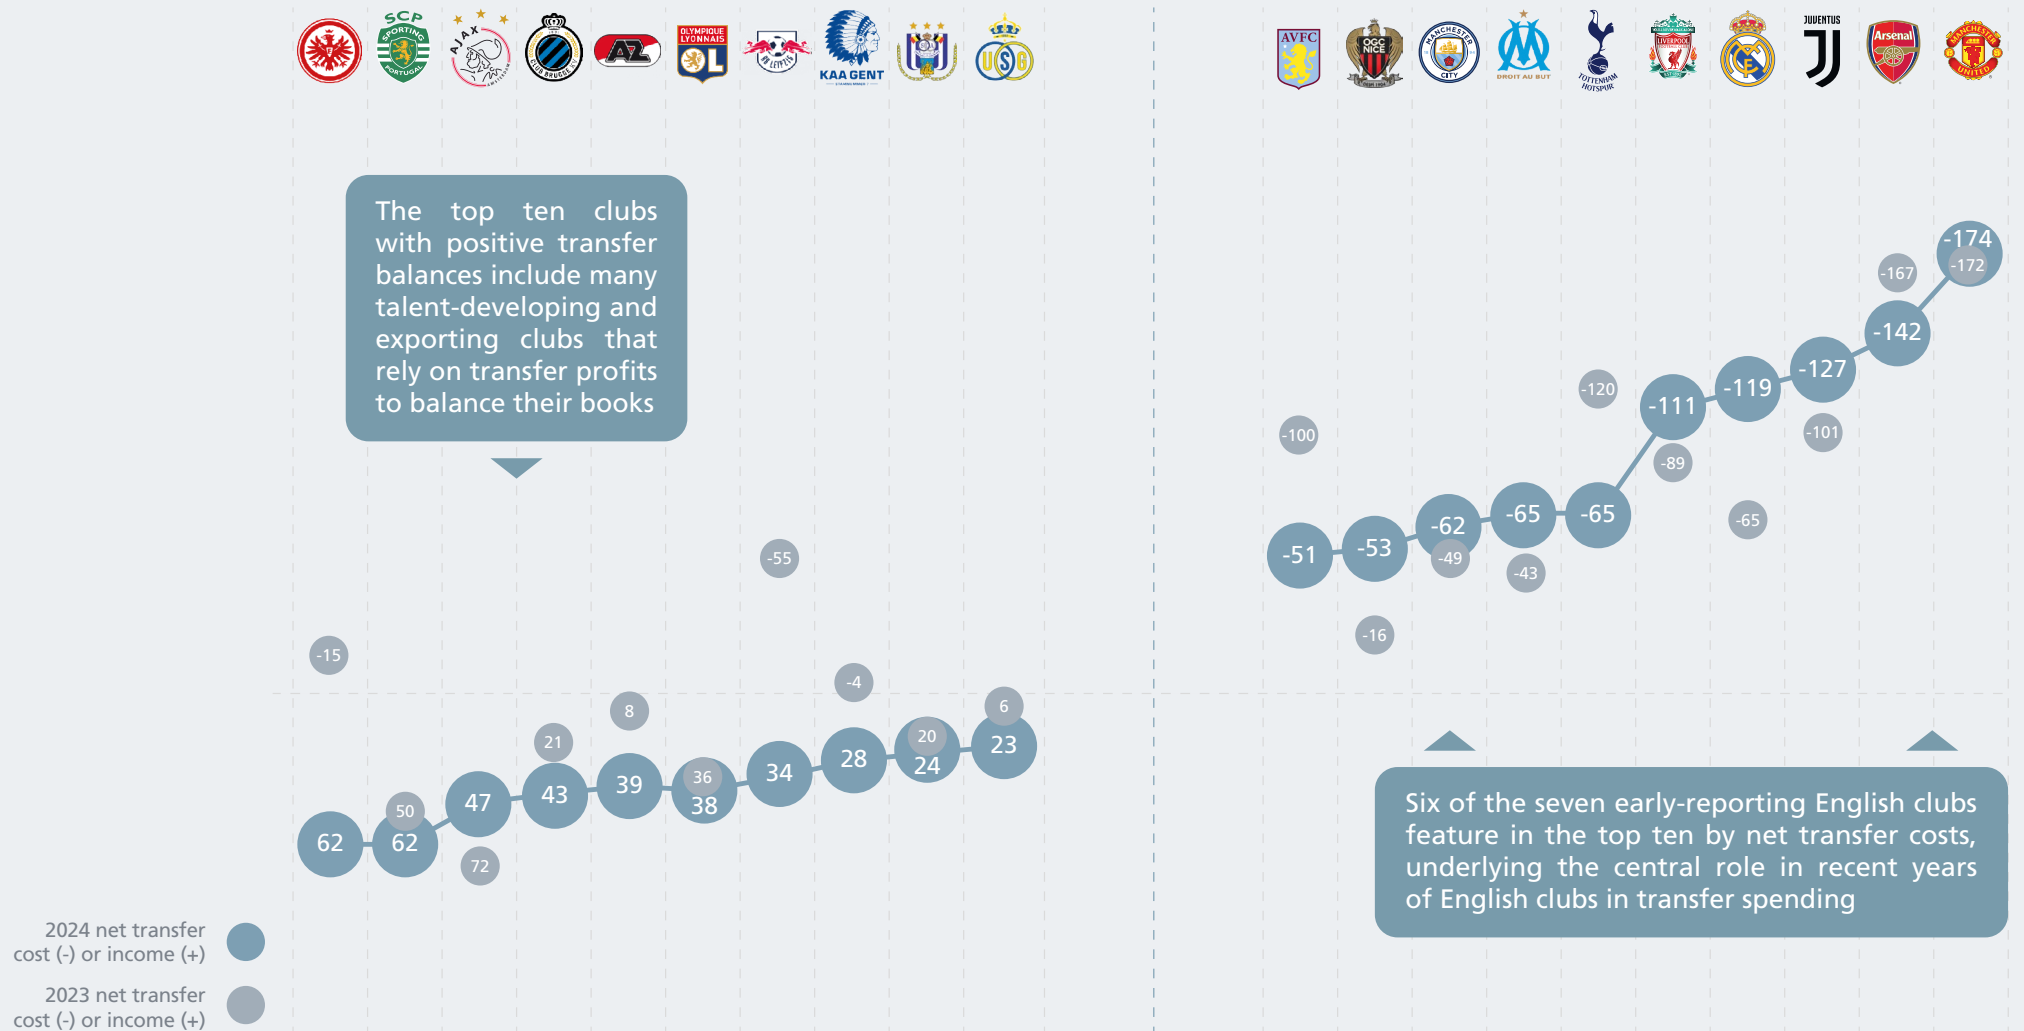 SCP
SPORTING
PORTUGAL
AJAX
CLUB BRUGGE KV
AZ
OLYMPIQUE
LYONNAIS
OL
RB LEIPZIG
KAA GENT
USG
AVFC
OGC
NICE
MANCHESTER
CITY
DROIT AU BUT
TOTTENHAM
HOTSPUR
LIVERPOOL
JUVENTUS
Arsenal
MANCHESTER
UNITED
The top ten clubs
with positive transfer
balances include many
talent-developing and
exporting clubs that
rely on transfer profits
to balance their books
-174
-172
-167
-142
-127
-120
-119
-111
-100
-101
-89
-65
-65
-65
-62
-53
-51
-49
-43
-16
-55
-15
-4
6
8
20
21
23
24
28
34
36
38
39
43
47
50
62
62
72
Six of the seven early-reporting English clubs
feature in the top ten by net transfer costs,
underlying the central role in recent years
of English clubs in transfer spending
2024 net transfer
cost (-) or income (+)
2023 net transfer
cost (-) or income (+)